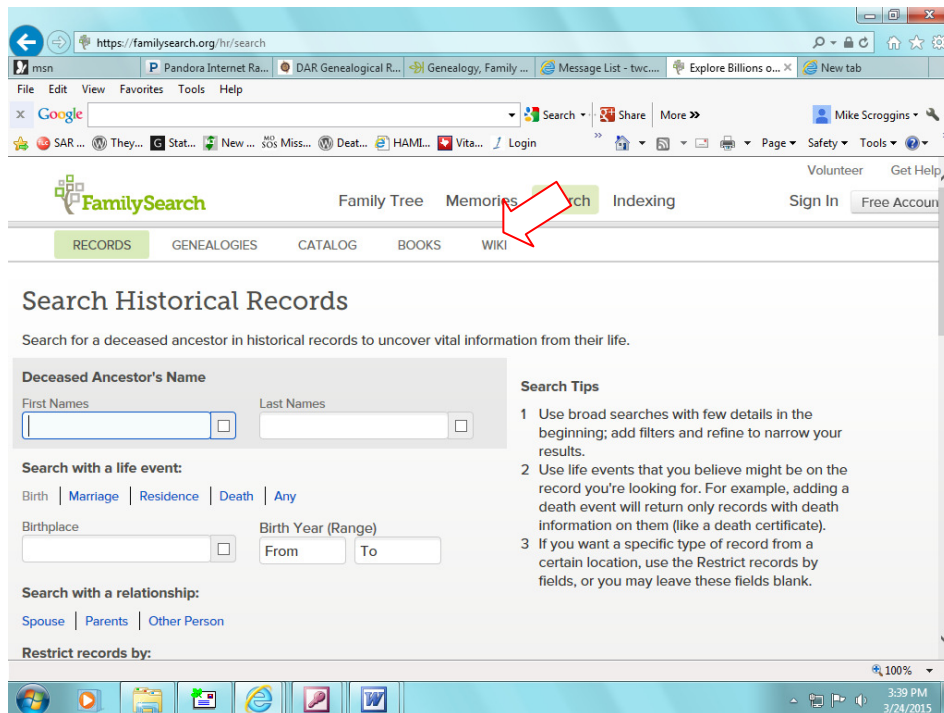 https://familysearch.org/hr/search
msn Pandora Internet Ra... DAR Genealogical R... Genealogy, Family ... Message List - twc.... Explore Billions o... New tab
File Edit View Favorites Tools Help
x Google Search Share More >> Mike Scroggins
SAR ... They... G Stat... New ... MO SOS Miss... Deat... HAMI... Vita... Login Page Safety Tools
Volunteer Get Help
FamilySearch Family Tree Memories rch Indexing Sign In Free Accoun
RECORDS GENEALOGIES CATALOG BOOKS WIKI
Search Historical Records
Search for a deceased ancestor in historical records to uncover vital information from their life.
Deceased Ancestor's Name
First Names Last Names
Search with a life event:
Birth | Marriage | Residence | Death | Any
Birthplace Birth Year (Range)
From To
Search with a relationship:
Spouse | Parents | Other Person
Restrict records by:
Search Tips
1 Use broad searches with few details in the
beginning; add filters and refine to narrow your
results.
2 Use life events that you believe might be on the
record you're looking for. For example, adding a
death event will return only records with death
information on them (like a death certificate).
3 If you want a specific type of record from a
certain location, use the Restrict records by
fields, or you may leave these fields blank.
100%
3:39 PM
3/24/2015